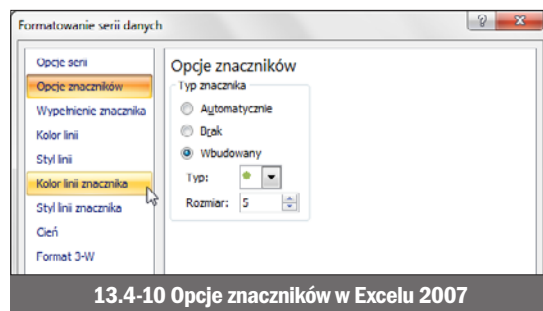 Formatowanie serii danych
Opcje serii
Opcje znaczników
Wypełnienie znacznika
Kolor linii
Styl linii
Kolor linii znacznika
Styl linii znacznika
Cień
Format 3-W
Opcje znaczników
Typ znacznika
Automatycznie
Brak
Wbudowany
Typ:
Rozmiar: 5
13.4-10 Opcje znaczników w Excelu 2007